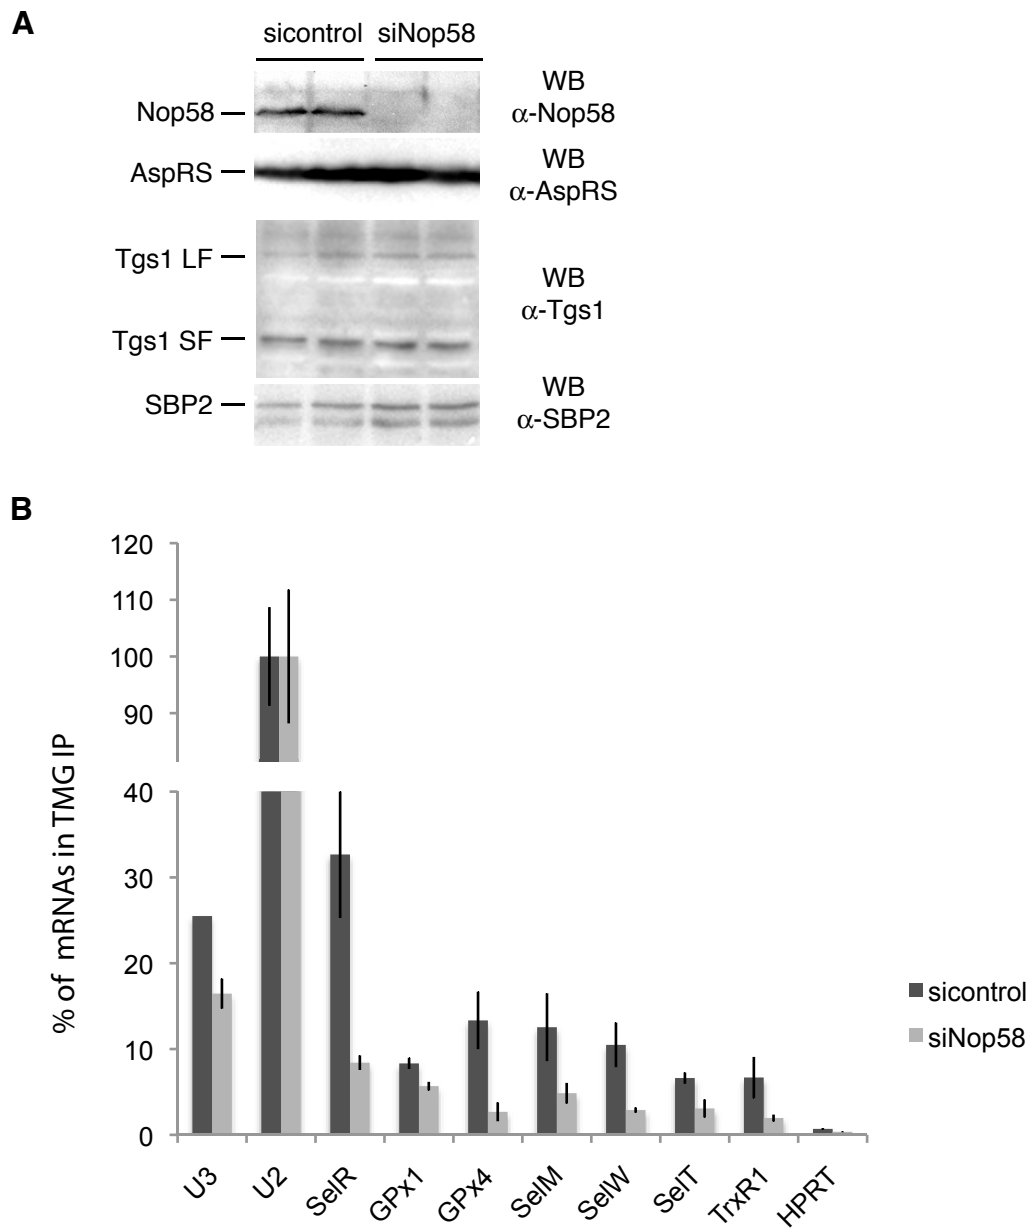 A
sicontrol siNop58
Nop58
WB
α-Nop58
AspRS
WB
α-AspRS
Tgs1 LF
WB
α-Tgs1
Tgs1 SF
SBP2
WB
α-SBP2
B
120
110
100
90
40
30
20
10
0
% of mRNAs in TMG IP
U3 U2 SelR GPx1 GPx4 SelM SelW SelT TrxR1 HPRT
sicontrol
siNop58